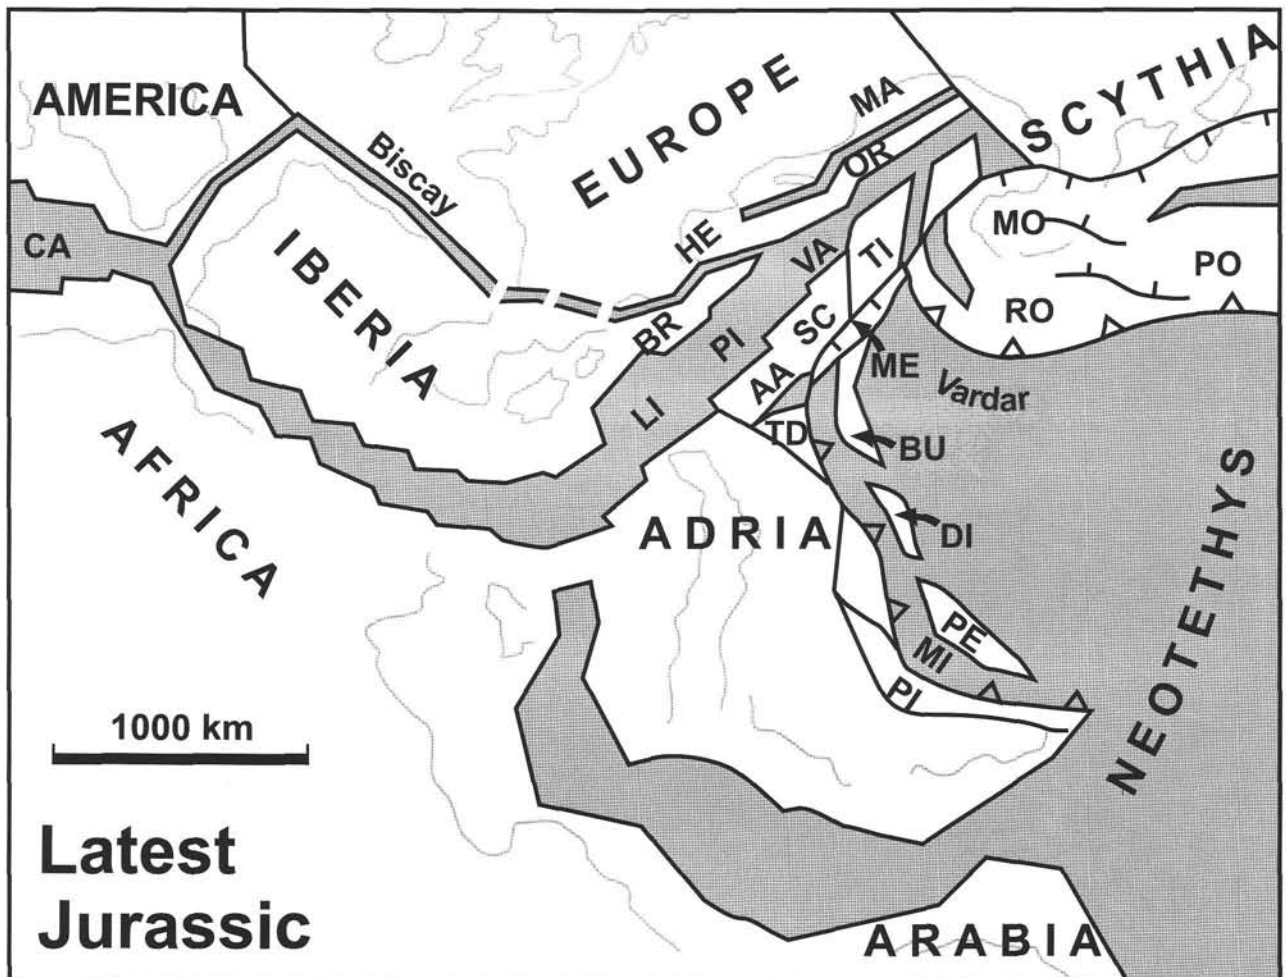 AMERICA
EUROPE
SCYTHIA
MA
OR
Biscay
CA
HE
VA
TI
MO
PO
IBERIA
BR
PI
SC
RO
ME
AA
Vardar
LI
TD
BU
AFRICA
ADRIA
DI
NEOTETHYS
PE
MI
PI
1000 km
Latest
Jurassic
ARABIA